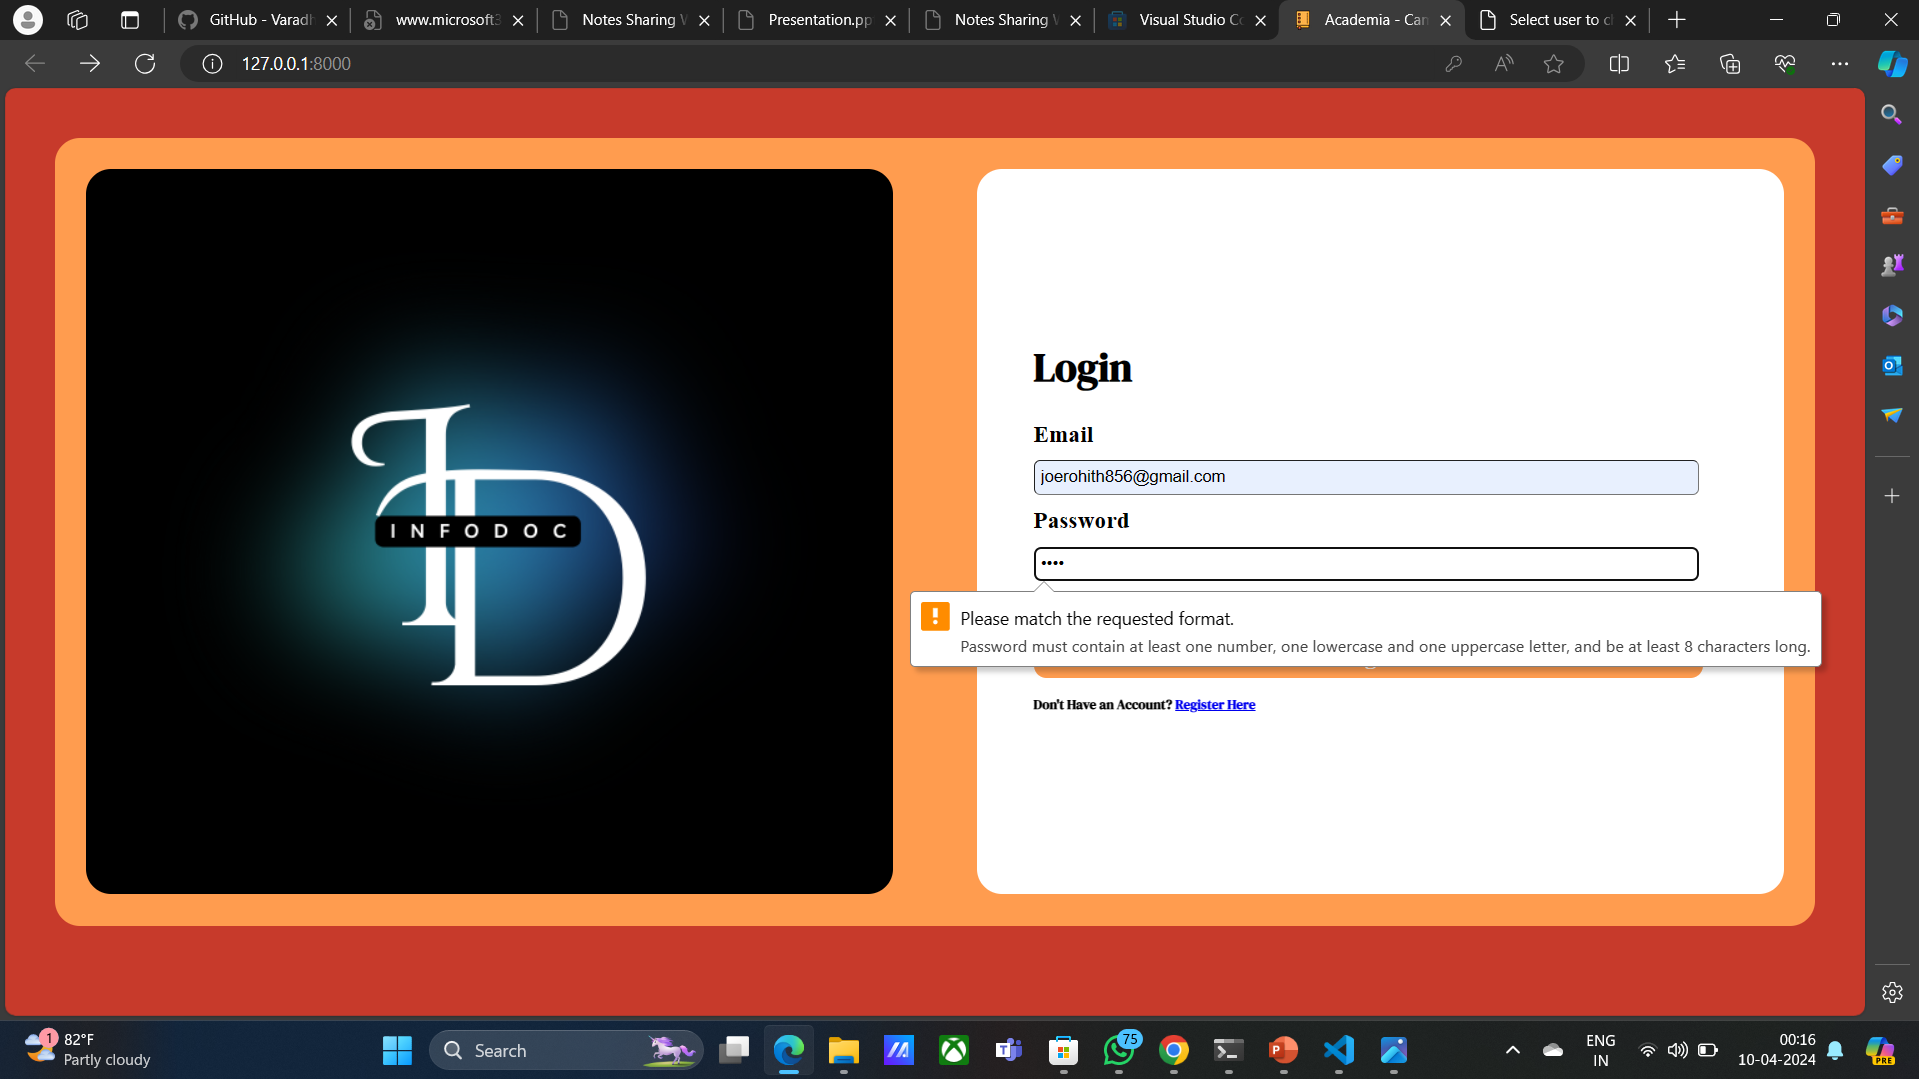 GitHub - Varadh
www.microsoft3
Notes Sharing W
Presentation.pp
Notes Sharing W
Visual Studio Co
Academia - Can
Select user to c
127.0.0.1:8000
INFODOC
Login
Email
joerohith856@gmail.com
Password
••••
Please match the requested format.
Password must contain at least one number, one lowercase and one uppercase letter, and be at least 8 characters long.
Don't Have an Account? Register Here
1
82°F
Partly cloudy
Search
75
ENG
IN
00:16
10-04-2024
PRE